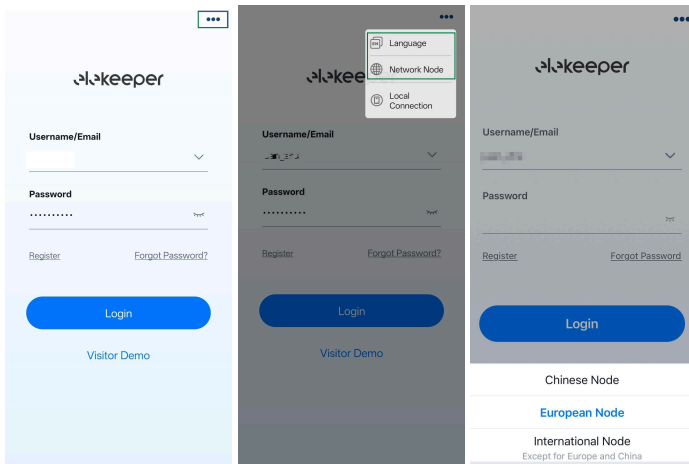 •••
elekeeper
Username/Email
Password
••••••••••
Register Forgot Password?
Login
Visitor Demo
•••
Language
Network Node
Local
Connection
elekee
Username/Email
Password
••••••••••
Register Forgot Password?
Login
Visitor Demo
•••
elekeeper
Username/Email
Password
Register Forgot Password
Login
Chinese Node
European Node
International Node
Except for Europe and China